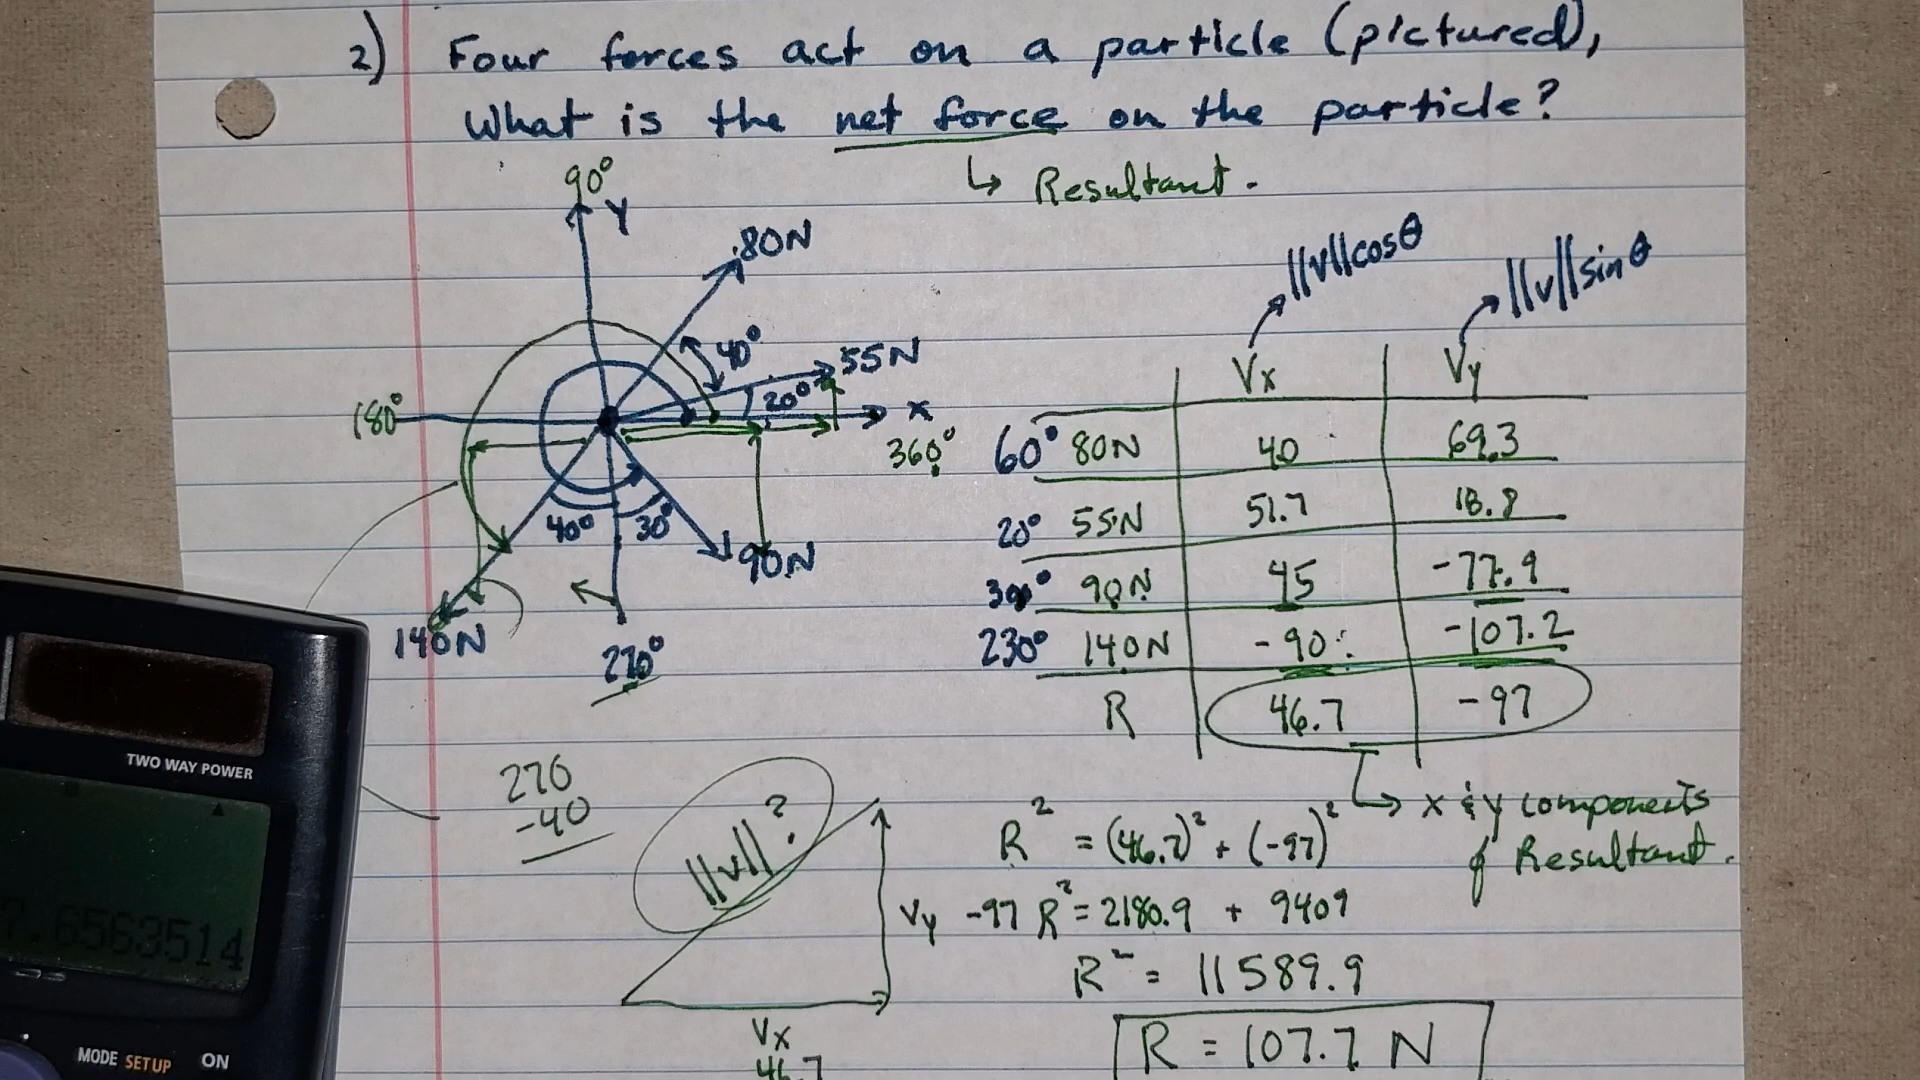 2) Four forces act on a particle (pictured),
What is the net force on the particle?
↳ Resultant.
90°
Y
80N
40°
55N
20°
x
180°
360°
40° 30°
90N
140N
270°
||v||cosθ
||v||sinθ
Vx Vy
60° 80N 40 69.3
20° 55N 51.7 18.8
90N 45 -77.9
230° 140N -90 -107.2
R 46.7 -97
→ x & y components
of Resultant.
270
-40
||v||?
Vy -97
Vx
46.7
R² = (46.7)² + (-97)²
R² = 2180.9 + 9409
R² = 11589.9
R = 107.7 N
TWO WAY POWER
7.6563514
MODE SETUP ON